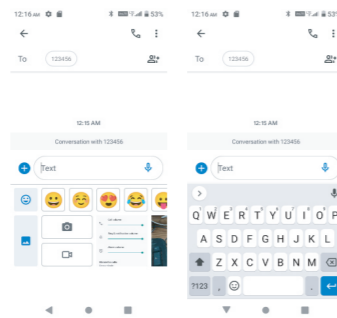 12:16 AM
53%
To
123456
12:15 AM
Conversation with 123456
Text
12:16 AM
53%
To
123456
12:15 AM
Conversation with 123456
Text
Q W E R T Y U I O P
A S D F G H J K L
Z X C V B N M
?123 , .